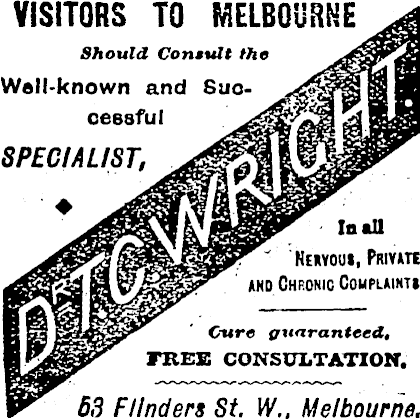 VISITORS TO MELBOURNE
Should Consult the
Well-known and Suc-
cessful
SPECIALIST,
DR T.C. WRIGHT.
In all
NERVOUS, PRIVATE
AND CHRONIC COMPLAINTS
Cure guaranteed.
FREE CONSULTATION.
53 Flinders St. W., Melbourne.